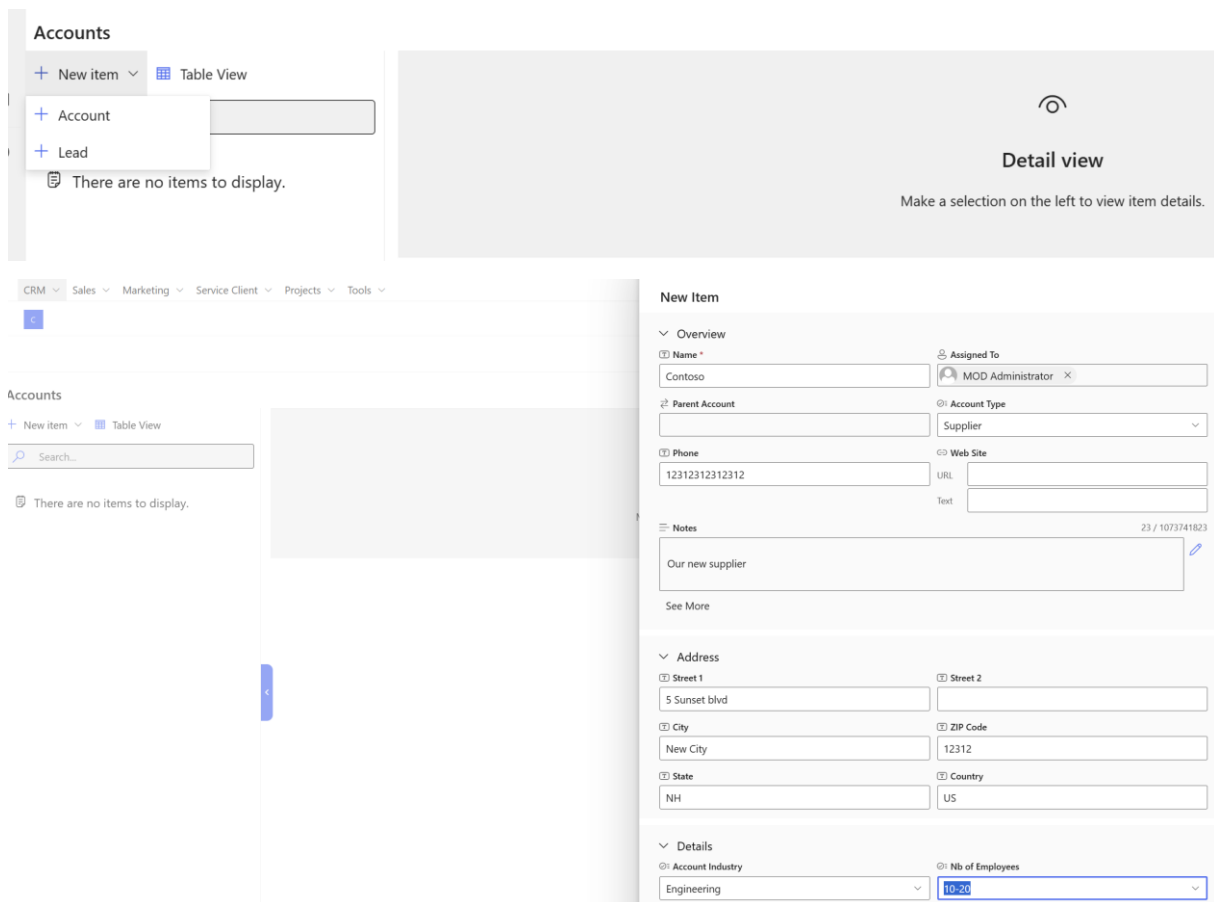 Accounts
New item Table View
Account
Lead
There are no items to display.
Detail view
Make a selection on the left to view item details.
CRM Sales Marketing Service Client Projects Tools
C
Accounts
New item Table View
Search...
There are no items to display.
New Item
Overview
Name * Assigned To
Contoso MOD Administrator
Parent Account Account Type
Supplier
Phone Web Site
12312312312312 URL
Text
Notes 23 / 1073741823
Our new supplier
See More
Address
Street 1 Street 2
5 Sunset blvd
City ZIP Code
New City 12312
State Country
NH US
Details
Account Industry Nb of Employees
Engineering 10-20